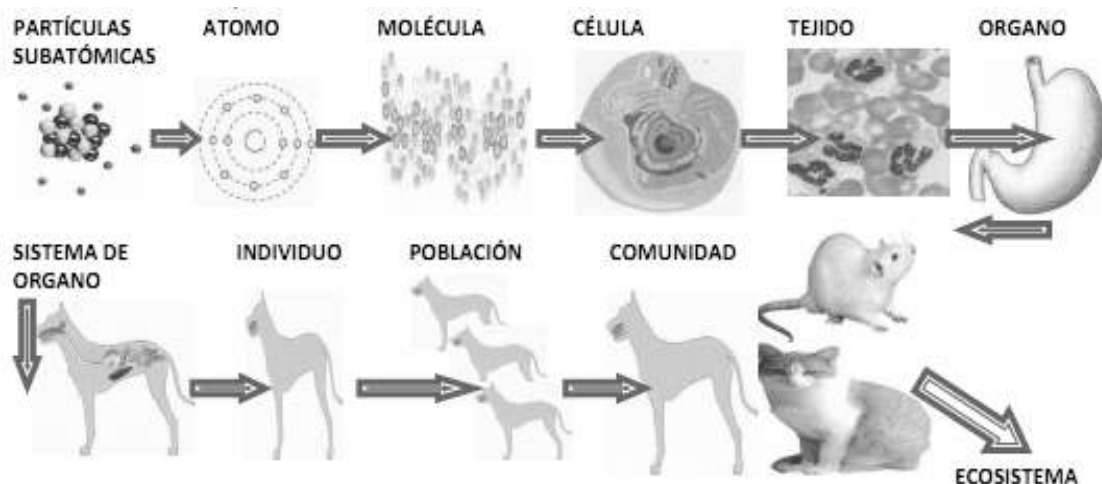 PARTÍCULAS
SUBATÓMICAS
ATOMO
MOLÉCULA
CÉLULA
TEJIDO
ORGANO
SISTEMA DE
ORGANO
INDIVIDUO
POBLACIÓN
COMUNIDAD
ECOSISTEMA